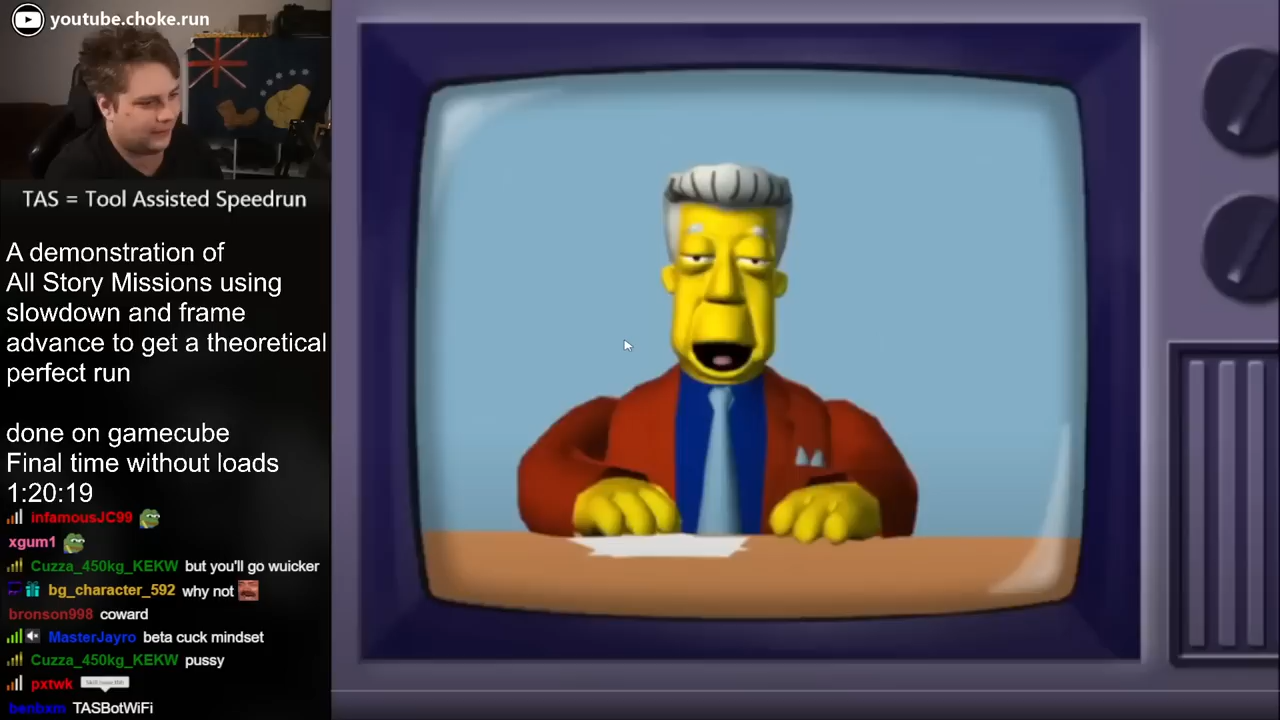 youtube.choke.run
TAS = Tool Assisted Speedrun
A demonstration of
All Story Missions using
slowdown and frame
advance to get a theoretical
perfect run
done on gamecube
Final time without loads
1:20:19
infamousJC99
xgum1
Cuzza_450kg_KEKW but you'll go wuicker
bg_character_592 why not
bronson998 coward
MasterJayro beta cuck mindset
Cuzza_450kg_KEKW pussy
pxtwk
benbxm TASBotWiFi